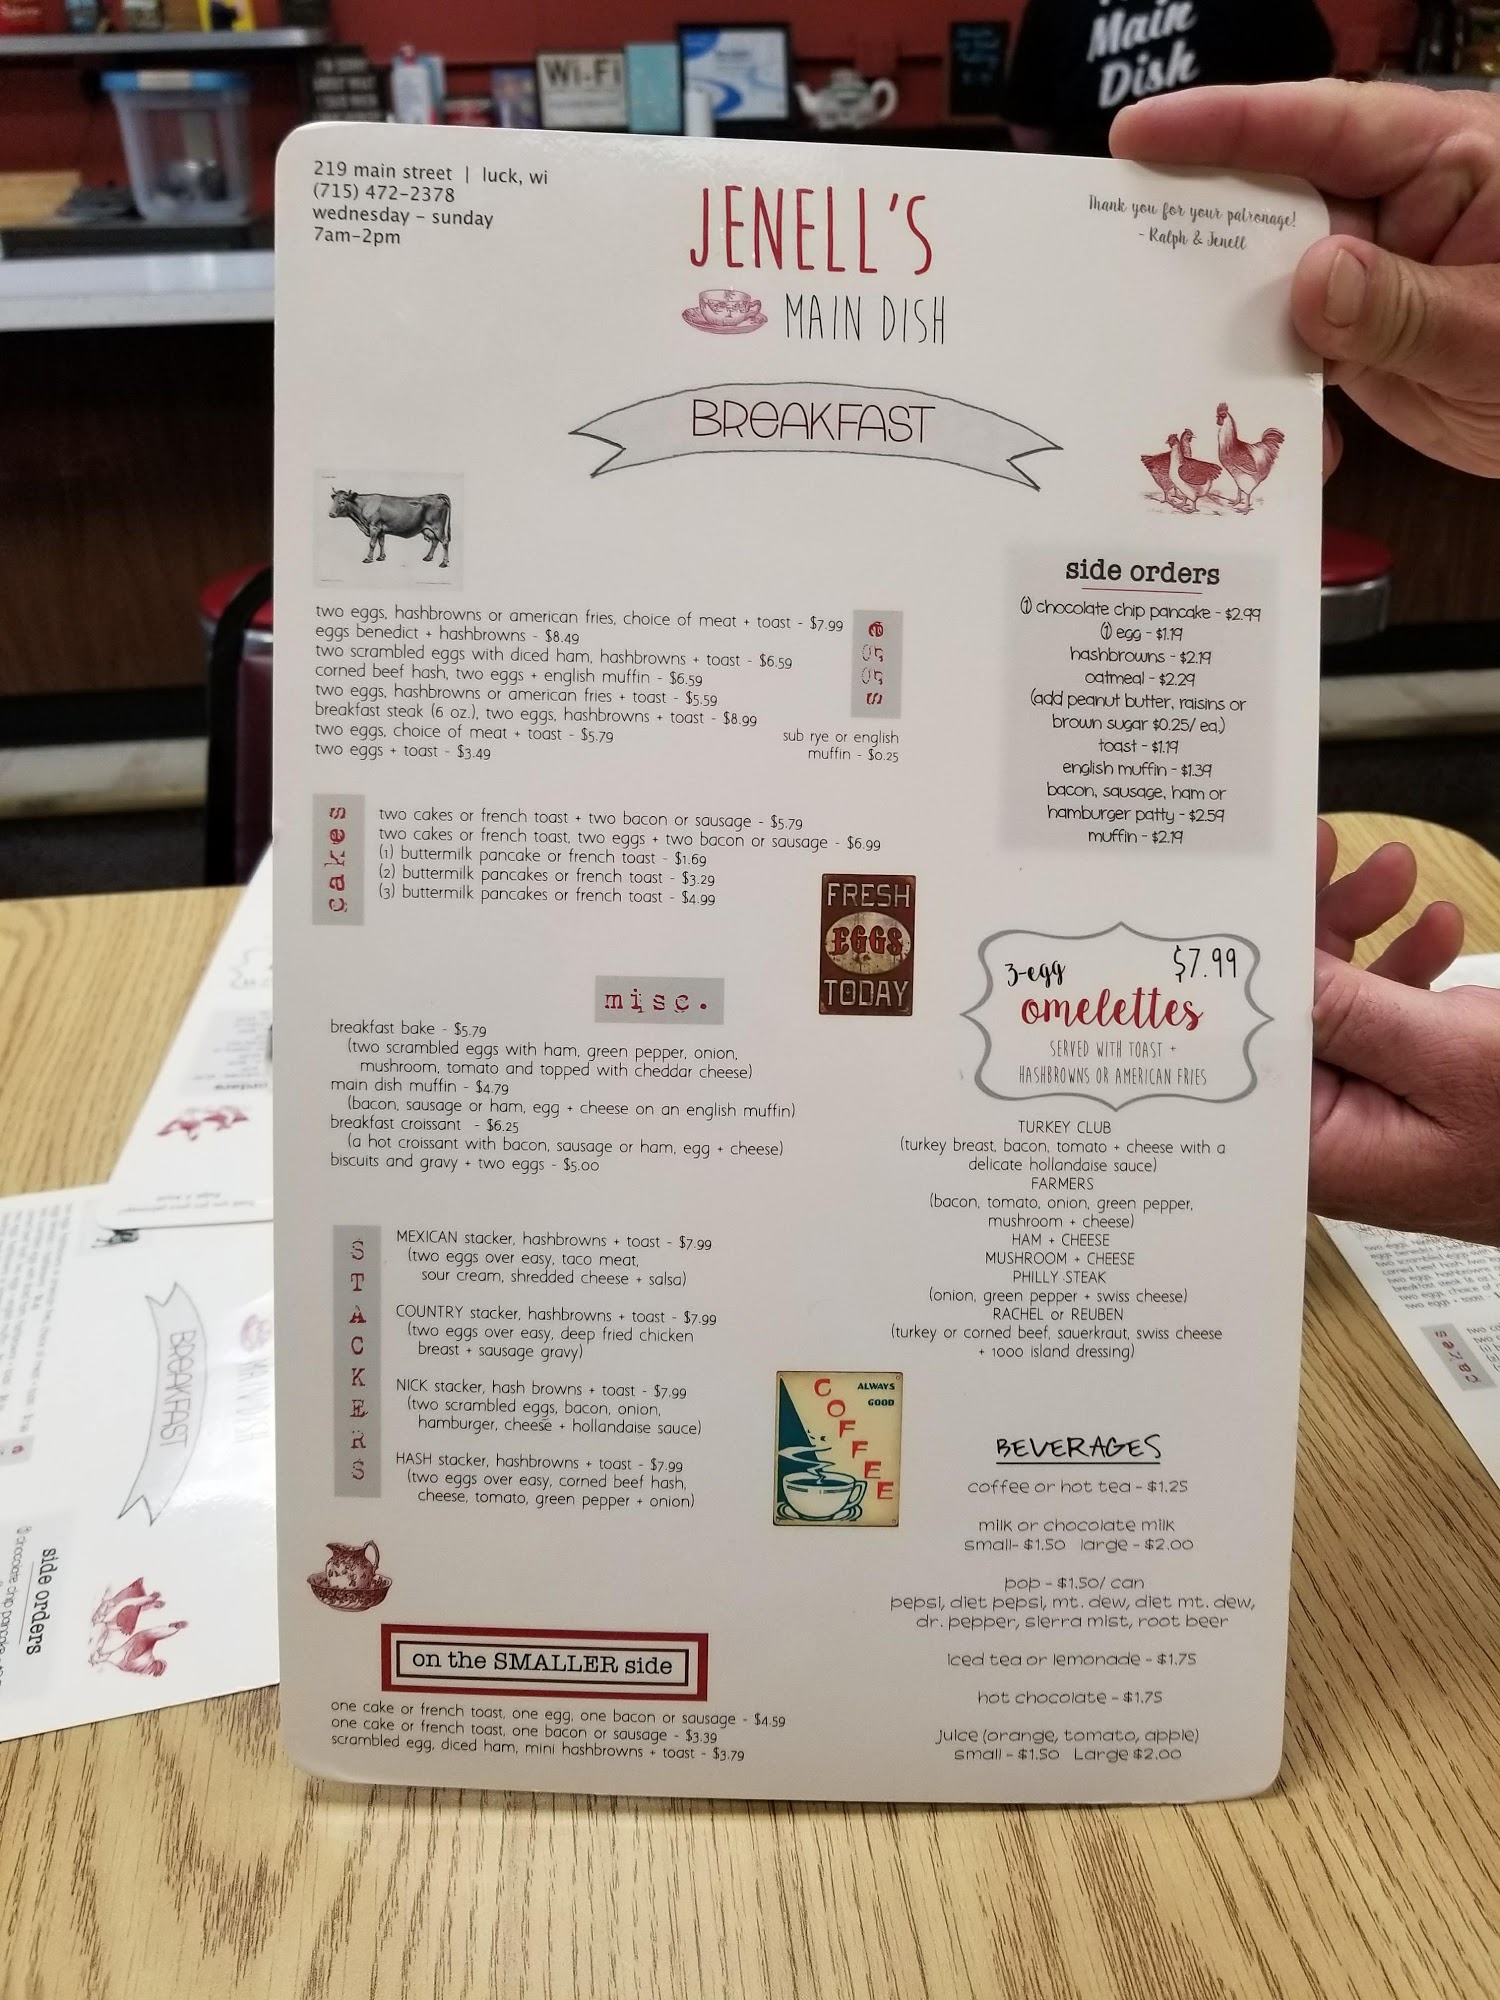 Wi-Fi
Main
Dish
219 main street | luck, wi
(715) 472-2378
wednesday - sunday
7am-2pm
JENELL'S
MAIN DISH
Thank you for your patronage!
- Ralph & Jenell
BREAKFAST
eggs
two eggs, hashbrowns or american fries, choice of meat + toast - $7.99
eggs benedict + hashbrowns - $8.49
two scrambled eggs with diced ham, hashbrowns + toast - $6.59
corned beef hash, two eggs + english muffin - $6.59
two eggs, hashbrowns or american fries + toast - $5.59
breakfast steak (6 oz.), two eggs, hashbrowns + toast - $8.99
two eggs, choice of meat + toast - $5.79
two eggs + toast - $3.49
sub rye or english
muffin - $0.25
cakes
two cakes or french toast + two bacon or sausage - $5.79
two cakes or french toast, two eggs + two bacon or sausage - $6.99
(1) buttermilk pancake or french toast - $1.69
(2) buttermilk pancakes or french toast - $3.29
(3) buttermilk pancakes or french toast - $4.99
FRESH
EGGS
TODAY
misc.
breakfast bake - $5.79
(two scrambled eggs with ham, green pepper, onion,
mushroom, tomato and topped with cheddar cheese)
main dish muffin - $4.79
(bacon, sausage or ham, egg + cheese on an english muffin)
breakfast croissant - $6.25
(a hot croissant with bacon, sausage or ham, egg + cheese)
biscuits and gravy + two eggs - $5.00
STACKERS
MEXICAN stacker, hashbrowns + toast - $7.99
(two eggs over easy, taco meat,
sour cream, shredded cheese + salsa)
COUNTRY stacker, hashbrowns + toast - $7.99
(two eggs over easy, deep fried chicken
breast + sausage gravy)
NICK stacker, hash browns + toast - $7.99
(two scrambled eggs, bacon, onion,
hamburger, cheese + hollandaise sauce)
HASH stacker, hashbrowns + toast - $7.99
(two eggs over easy, corned beef hash,
cheese, tomato, green pepper + onion)
on the SMALLER side
one cake or french toast, one egg, one bacon or sausage - $4.59
one cake or french toast, one bacon or sausage - $3.39
scrambled egg, diced ham, mini hashbrowns + toast - $3.79
side orders
(1) chocolate chip pancake - $2.99
(1) egg - $1.19
hashbrowns - $2.19
oatmeal - $2.29
(add peanut butter, raisins or
brown sugar $0.25/ ea.)
toast - $1.19
english muffin - $1.39
bacon, sausage, ham or
hamburger patty - $2.59
muffin - $2.19
3-egg $7.99
omelettes
SERVED WITH TOAST +
HASHBROWNS OR AMERICAN FRIES
TURKEY CLUB
(turkey breast, bacon, tomato + cheese with a
delicate hollandaise sauce)
FARMERS
(bacon, tomato, onion, green pepper,
mushroom + cheese)
HAM + CHEESE
MUSHROOM + CHEESE
PHILLY STEAK
(onion, green pepper + swiss cheese)
RACHEL or REUBEN
(turkey or corned beef, sauerkraut, swiss cheese
+ 1000 island dressing)
ALWAYS
GOOD
COFFEE
BEVERAGES
coffee or hot tea - $1.25
milk or chocolate milk
small- $1.50 large - $2.00
pop - $1.50/ can
pepsi, diet pepsi, mt. dew, diet mt. dew,
dr. pepper, sierra mist, root beer
Iced tea or lemonade - $1.75
hot chocolate - $1.75
Juice (orange, tomato, apple)
small - $1.50 Large $2.00
BREAKFAST
MAIN DISH
side orders
cakes